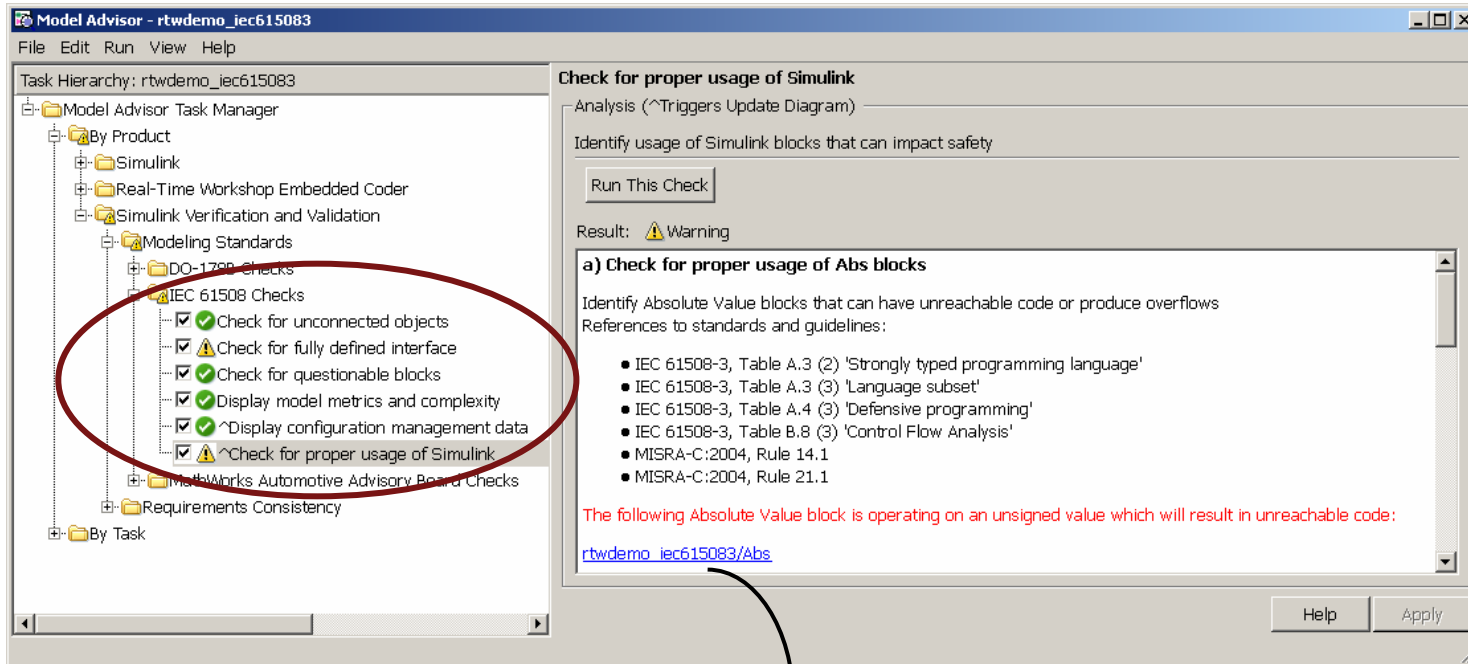 Model Advisor - rtwdemo_iec615083
File Edit Run View Help
Task Hierarchy: rtwdemo_iec615083
Model Advisor Task Manager
By Product
Simulink
Real-Time Workshop Embedded Coder
Simulink Verification and Validation
Modeling Standards
DO-178B Checks
IEC 61508 Checks
Check for unconnected objects
Check for fully defined interface
Check for questionable blocks
Display model metrics and complexity
^Display configuration management data
^Check for proper usage of Simulink
MathWorks Automotive Advisory Board Checks
Requirements Consistency
By Task
Check for proper usage of Simulink
Analysis (^Triggers Update Diagram)
Identify usage of Simulink blocks that can impact safety
Run This Check
Result: Warning
a) Check for proper usage of Abs blocks
Identify Absolute Value blocks that can have unreachable code or produce overflows
References to standards and guidelines:
• IEC 61508-3, Table A.3 (2) 'Strongly typed programming language'
• IEC 61508-3, Table A.3 (3) 'Language subset'
• IEC 61508-3, Table A.4 (3) 'Defensive programming'
• IEC 61508-3, Table B.8 (3) 'Control Flow Analysis'
• MISRA-C:2004, Rule 14.1
• MISRA-C:2004, Rule 21.1
The following Absolute Value block is operating on an unsigned value which will result in unreachable code:
rtwdemo_iec615083/Abs
Help Apply